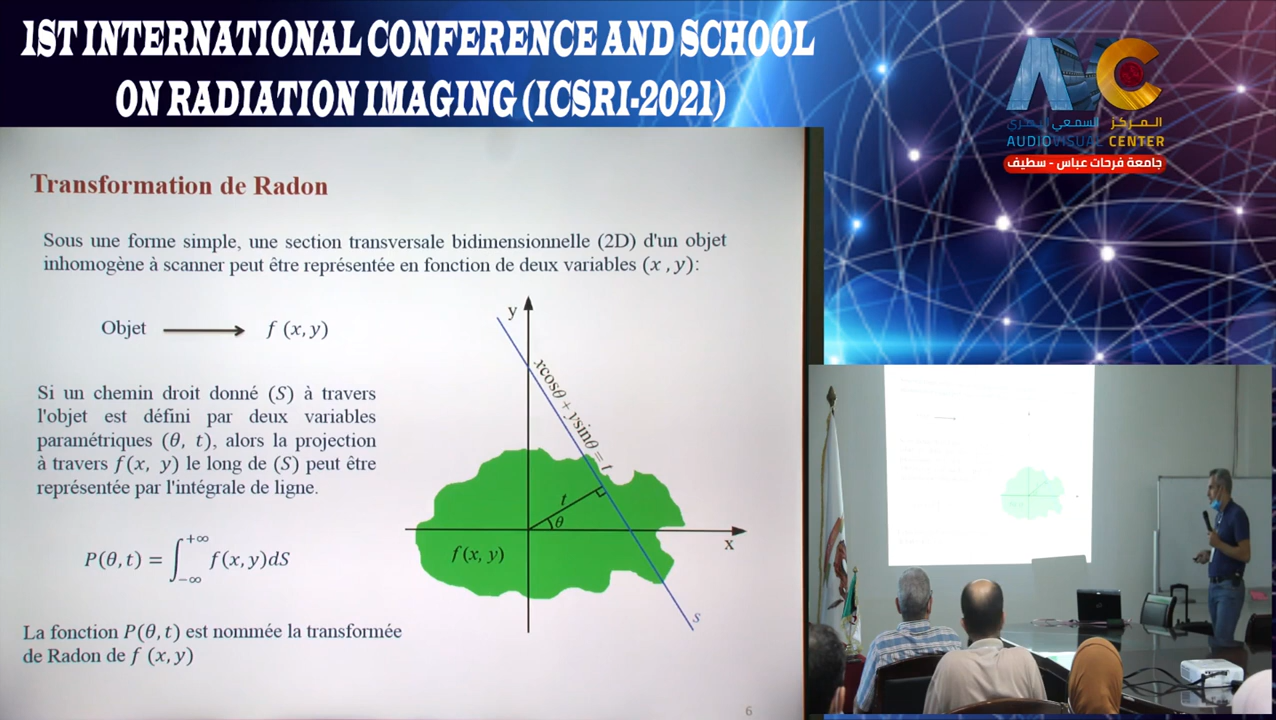 1ST INTERNATIONAL CONFERENCE AND SCHOOL
ON RADIATION IMAGING (ICSRI-2021)
المركز السمعي البصري
AUDIOVISUAL CENTER
جامعة فرحات عباس - سطيف
Transformation de Radon
Sous une forme simple, une section transversale bidimensionnelle (2D) d'un objet
inhomogène à scanner peut être représentée en fonction de deux variables (x ,y):
Objet ⟶ f (x, y)
Si un chemin droit donné (S) à travers
l'objet est défini par deux variables
paramétriques (θ, t), alors la projection
à travers f(x, y) le long de (S) peut être
représentée par l'intégrale de ligne.
P(θ,t) = ∫_{−∞}^{+∞} f(x,y)dS
La fonction P(θ,t) est nommée la transformée
de Radon de f (x,y)
y
xcosθ + ysinθ = t
t
θ
f(x, y)
x
s
6